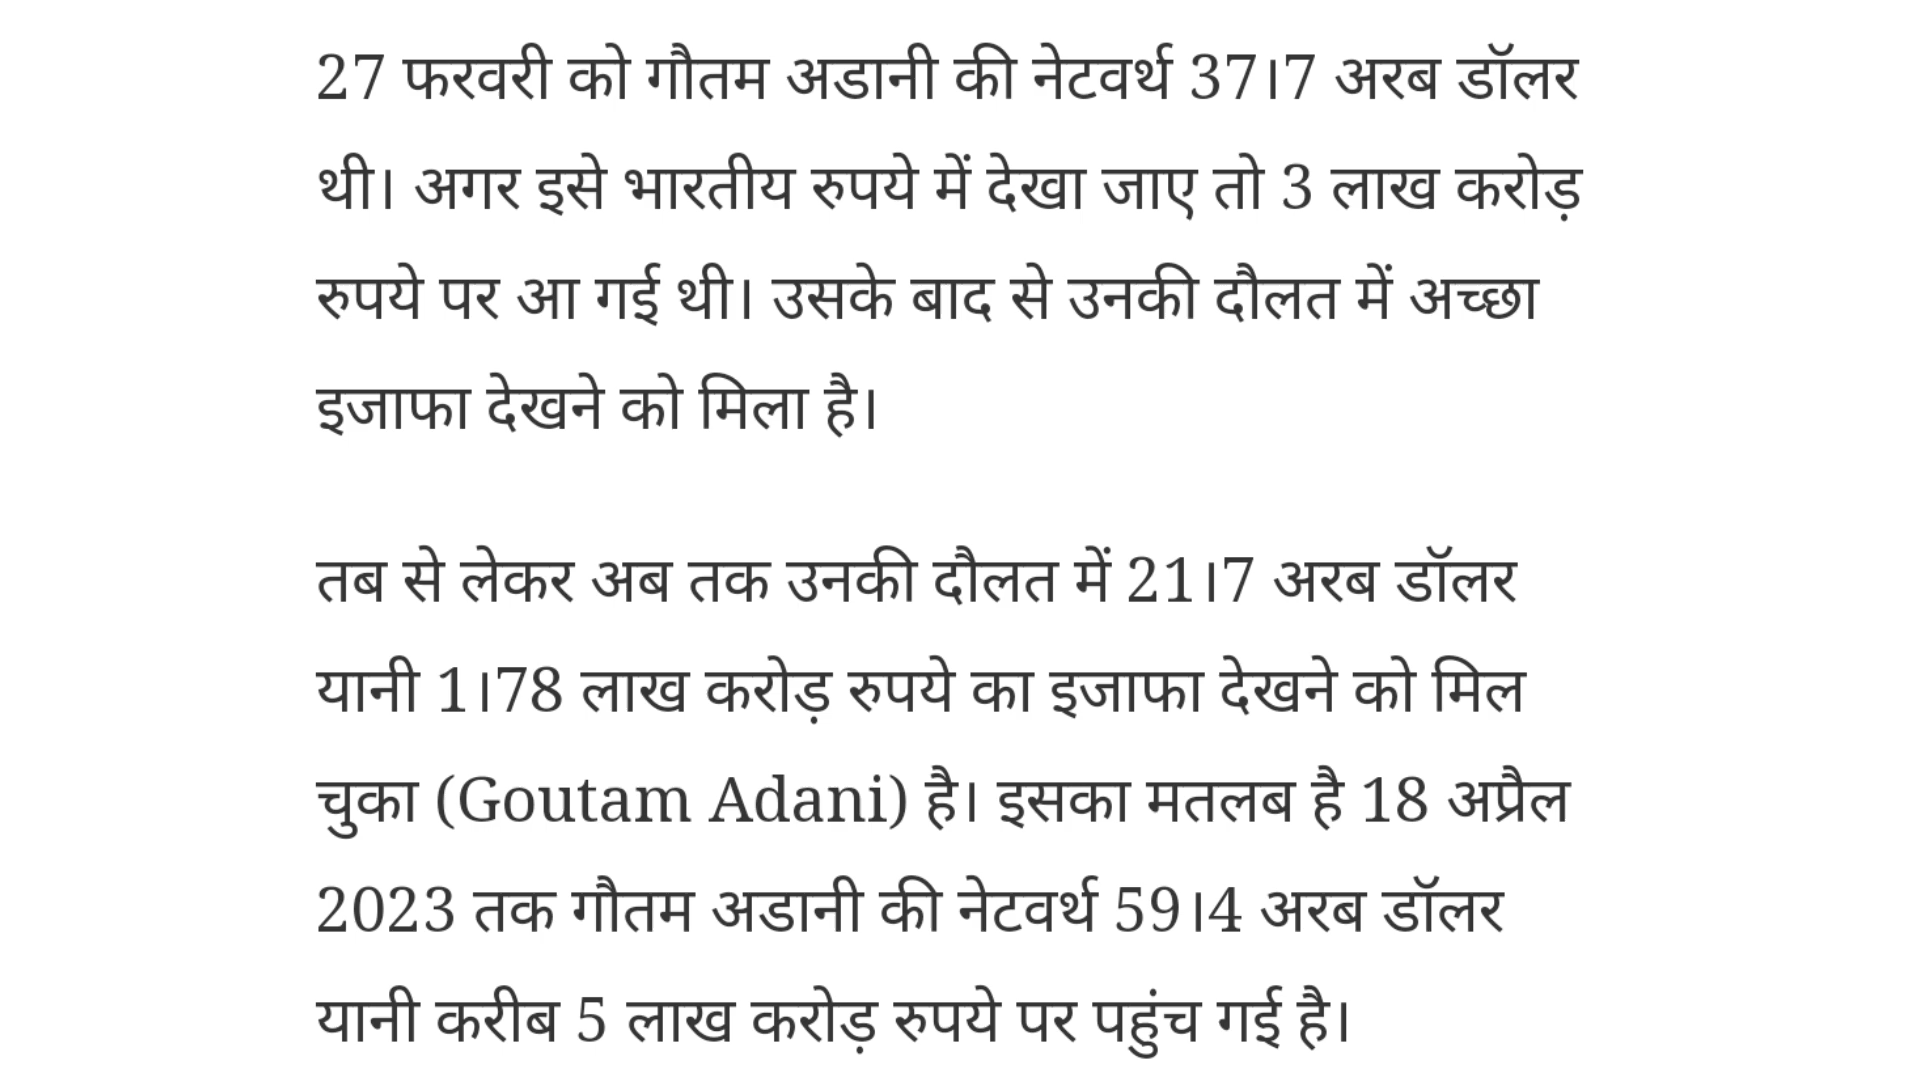 27 फरवरी को गौतम अडानी की नेटवर्थ 37।7 अरब डॉलर
थी। अगर इसे भारतीय रुपये में देखा जाए तो 3 लाख करोड़
रुपये पर आ गई थी। उसके बाद से उनकी दौलत में अच्छा
इजाफा देखने को मिला है।
तब से लेकर अब तक उनकी दौलत में 21।7 अरब डॉलर
यानी 1।78 लाख करोड़ रुपये का इजाफा देखने को मिल
चुका (Goutam Adani) है। इसका मतलब है 18 अप्रैल
2023 तक गौतम अडानी की नेटवर्थ 59।4 अरब डॉलर
यानी करीब 5 लाख करोड़ रुपये पर पहुंच गई है।